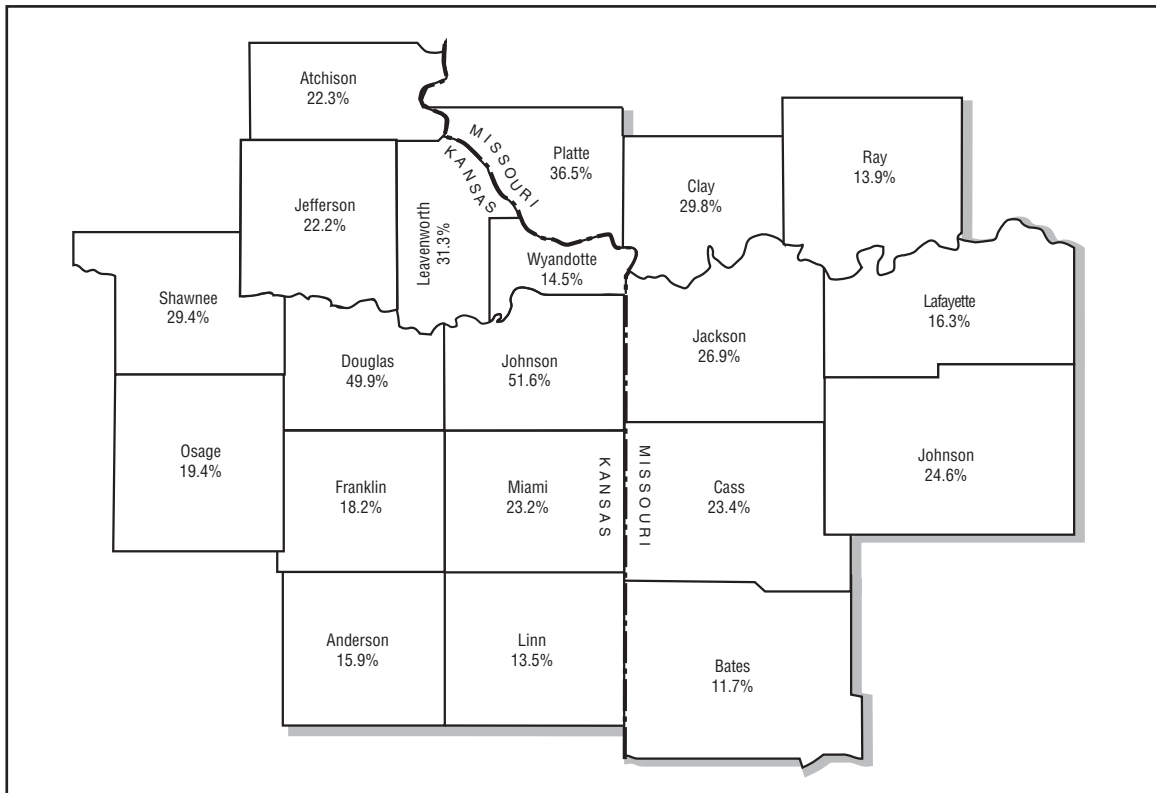 Atchison
22.3%
MISSOURI
KANSAS
Platte
36.5%
Clay
29.8%
Ray
13.9%
Jefferson
22.2%
Leavenworth
31.3%
Wyandotte
14.5%
Shawnee
29.4%
Lafayette
16.3%
Douglas
49.9%
Johnson
51.6%
Jackson
26.9%
Osage
19.4%
Franklin
18.2%
Miami
23.2%
KANSAS
MISSOURI
Cass
23.4%
Johnson
24.6%
Anderson
15.9%
Linn
13.5%
Bates
11.7%